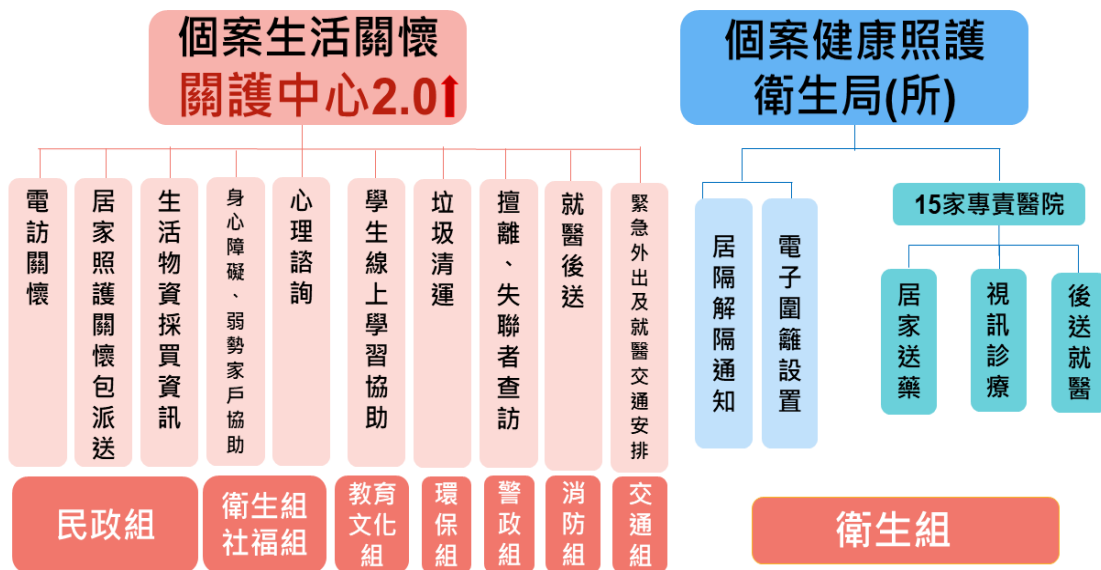 個案生活關懷
關護中心2.0
個案健康照護
衛生局(所)
電訪關懷
居家照護關懷包派送
生活物資採買資訊
身心障礙、弱勢家戶協助
心理諮詢
學生線上學習協助
垃圾清運
擅離、失聯者查訪
就醫後送
緊急外出及就醫交通安排
居隔解隔通知
電子圍籬設置
15家專責醫院
居家送藥
視訊診療
後送就醫
民政組
衛生組
社福組
教育
文化
組
環保組
警政組
消防組
交通組
衛生組